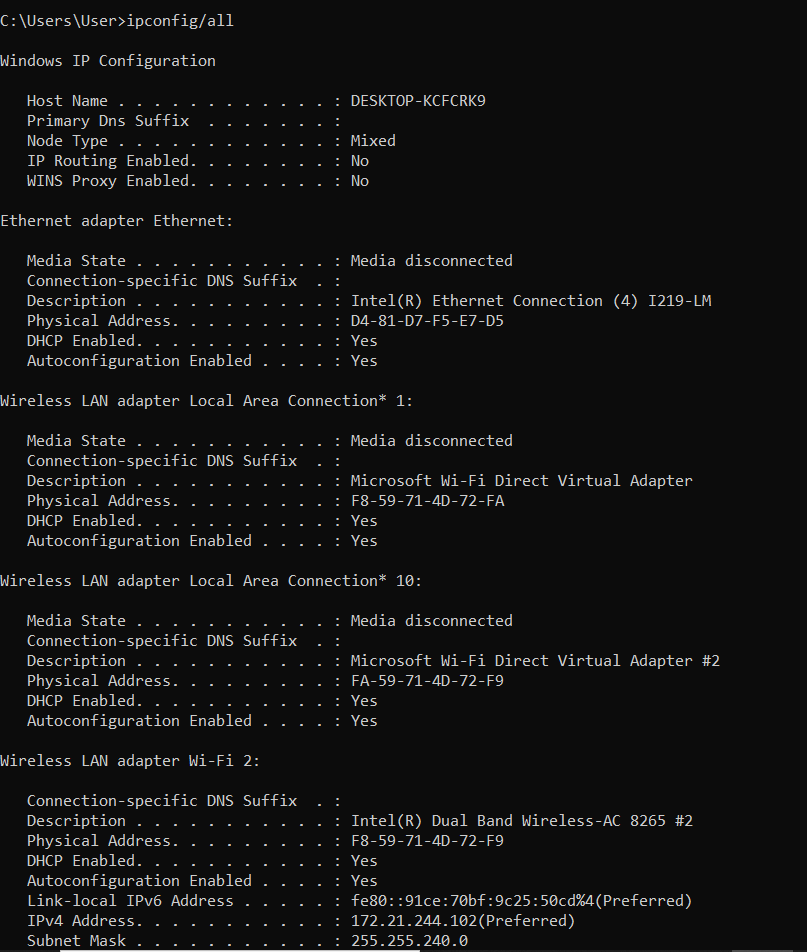 C:\Users\User>ipconfig/all
Windows IP Configuration
Host Name . . . . . . . . . . . . : DESKTOP-KCFCRK9
Primary Dns Suffix  . . . . . . . :
Node Type . . . . . . . . . . . . : Mixed
IP Routing Enabled. . . . . . . . : No
WINS Proxy Enabled. . . . . . . . : No
Ethernet adapter Ethernet:
Media State . . . . . . . . . . . : Media disconnected
Connection-specific DNS Suffix  . :
Description . . . . . . . . . . . : Intel(R) Ethernet Connection (4) I219-LM
Physical Address. . . . . . . . . : D4-81-D7-F5-E7-D5
DHCP Enabled. . . . . . . . . . . : Yes
Autoconfiguration Enabled . . . . : Yes
Wireless LAN adapter Local Area Connection* 1:
Media State . . . . . . . . . . . : Media disconnected
Connection-specific DNS Suffix  . :
Description . . . . . . . . . . . : Microsoft Wi-Fi Direct Virtual Adapter
Physical Address. . . . . . . . . : F8-59-71-4D-72-FA
DHCP Enabled. . . . . . . . . . . : Yes
Autoconfiguration Enabled . . . . : Yes
Wireless LAN adapter Local Area Connection* 10:
Media State . . . . . . . . . . . : Media disconnected
Connection-specific DNS Suffix  . :
Description . . . . . . . . . . . : Microsoft Wi-Fi Direct Virtual Adapter #2
Physical Address. . . . . . . . . : FA-59-71-4D-72-F9
DHCP Enabled. . . . . . . . . . . : Yes
Autoconfiguration Enabled . . . . : Yes
Wireless LAN adapter Wi-Fi 2:
Connection-specific DNS Suffix  . :
Description . . . . . . . . . . . : Intel(R) Dual Band Wireless-AC 8265 #2
Physical Address. . . . . . . . . : F8-59-71-4D-72-F9
DHCP Enabled. . . . . . . . . . . : Yes
Autoconfiguration Enabled . . . . : Yes
Link-local IPv6 Address . . . . . : fe80::91ce:70bf:9c25:50cd%4(Preferred)
IPv4 Address. . . . . . . . . . . : 172.21.244.102(Preferred)
Subnet Mask . . . . . . . . . . . : 255.255.240.0